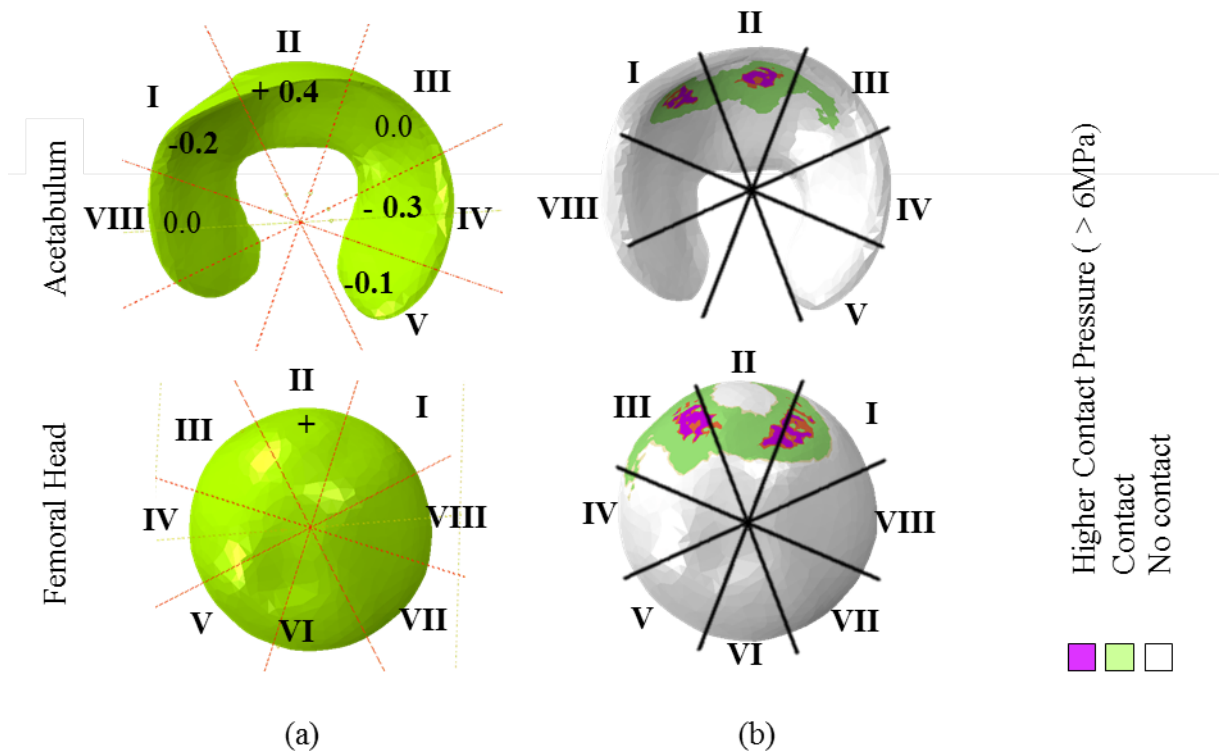 II
I
III
+ 0.4
-0.2
0.0
VIII
0.0
- 0.3
IV
-0.1
V
Acetabulum
II
I
III
VIII
IV
V
II
I
III
+
IV
VIII
V
VI
VII
Femoral Head
II
III
I
IV
VIII
V
VII
VI
Higher Contact Pressure ( > 6MPa)
Contact
No contact
(a)
(b)